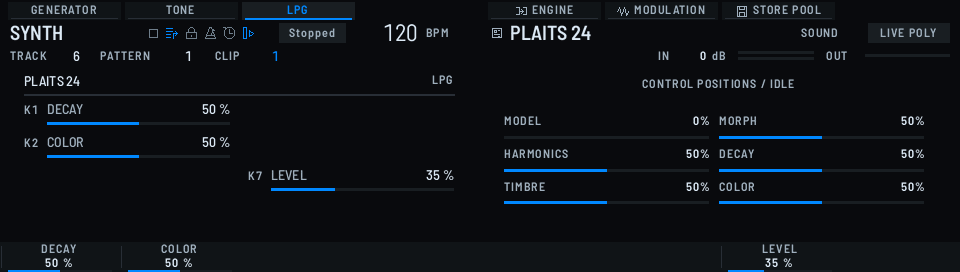 GENERATOR TONE LPG ENGINE MODULATION STORE POOL
SYNTH Stopped 120 BPM PLAITS 24 SOUND LIVE POLY
TRACK 6 PATTERN 1 CLIP 1 IN 0 dB OUT
PLAITS 24 LPG CONTROL POSITIONS / IDLE
K1 DECAY 50 %
K2 COLOR 50 %
K7 LEVEL 35 %
MODEL 0% MORPH 50%
HARMONICS 50% DECAY 50%
TIMBRE 50% COLOR 50%
DECAY COLOR LEVEL
50 % 50 % 35 %